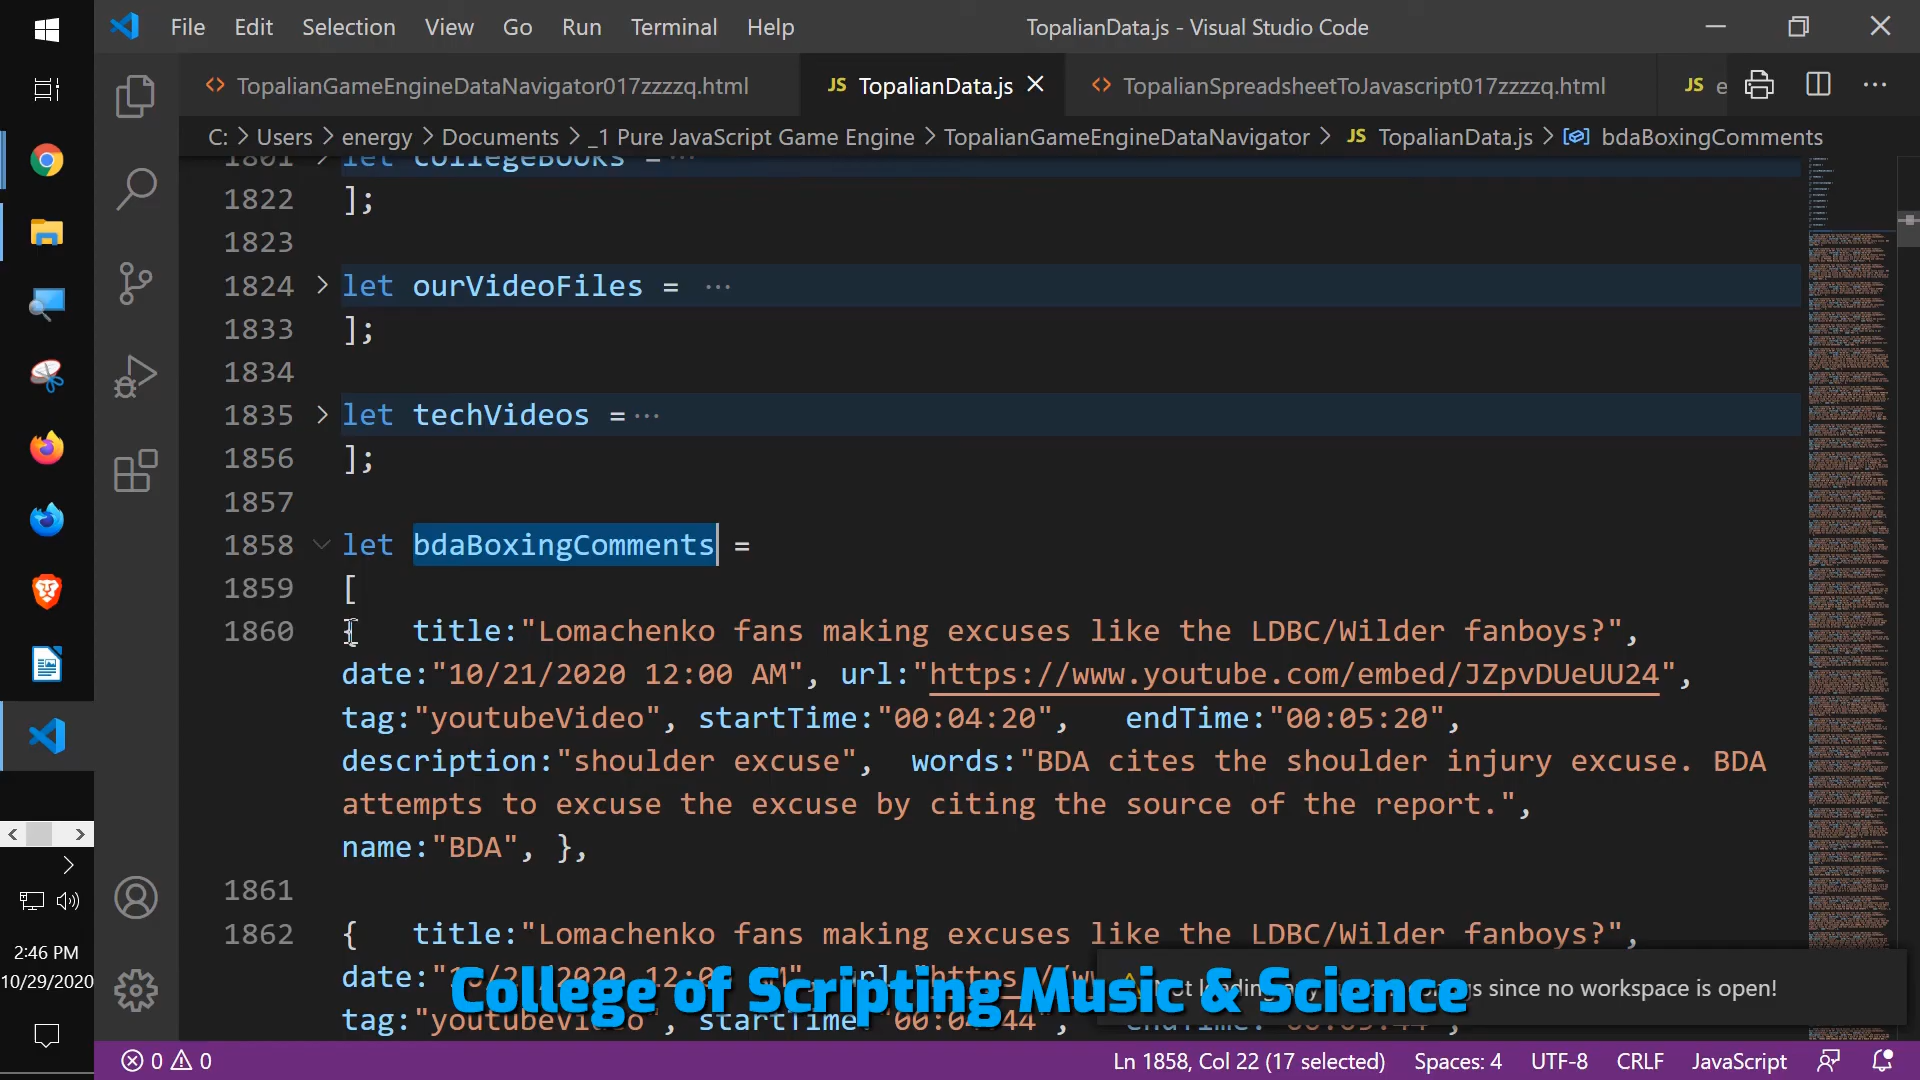 File Edit Selection View Go Run Terminal Help TopalianData.js - Visual Studio Code
TopalianGameEngineDataNavigator017zzzzq.html JS TopalianData.js TopalianSpreadsheetToJavascript017zzzzq.html JS e
C: > Users > energy > Documents > _1 Pure JavaScript Game Engine > TopalianGameEngineDataNavigator > JS TopalianData.js > bdaBoxingComments
1801 > let collegeBooks =···
1822 ];
1823
1824 > let ourVideoFiles = ···
1833 ];
1834
1835 > let techVideos =···
1856 ];
1857
1858 let bdaBoxingComments =
1859 [
1860 { title:"Lomachenko fans making excuses like the LDBC/Wilder fanboys?",
date:"10/21/2020 12:00 AM", url:"https://www.youtube.com/embed/JZpvDUeUU24",
tag:"youtubeVideo", startTime:"00:04:20", endTime:"00:05:20",
description:"shoulder excuse", words:"BDA cites the shoulder injury excuse. BDA
attempts to excuse the excuse by citing the source of the report.",
name:"BDA", },
1861
1862 { title:"Lomachenko fans making excuses like the LDBC/Wilder fanboys?",
since no workspace is open!
College of Scripting Music & Science
tag:"youtubeVideo", startTime:
2:46 PM
10/29/2020
0 0 Ln 1858, Col 22 (17 selected) Spaces: 4 UTF-8 CRLF JavaScript